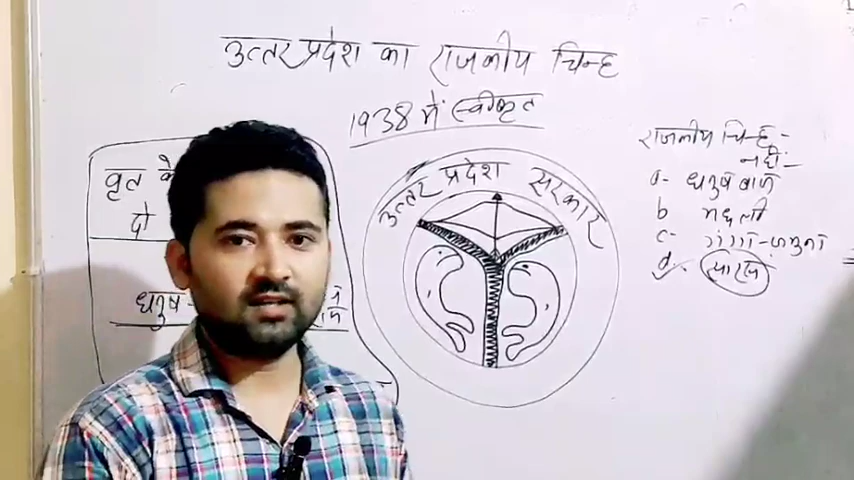 उत्तर प्रदेश का राजकीय चिन्ह
1938 में स्वीकृत
वृत के
दो
धनुष
उत्तर प्रदेश सरकार
राजकीय चिन्ह -
नहीं :-
a- धनुष बाण
b मछली
c- गंगा-जमुना
d. सारस